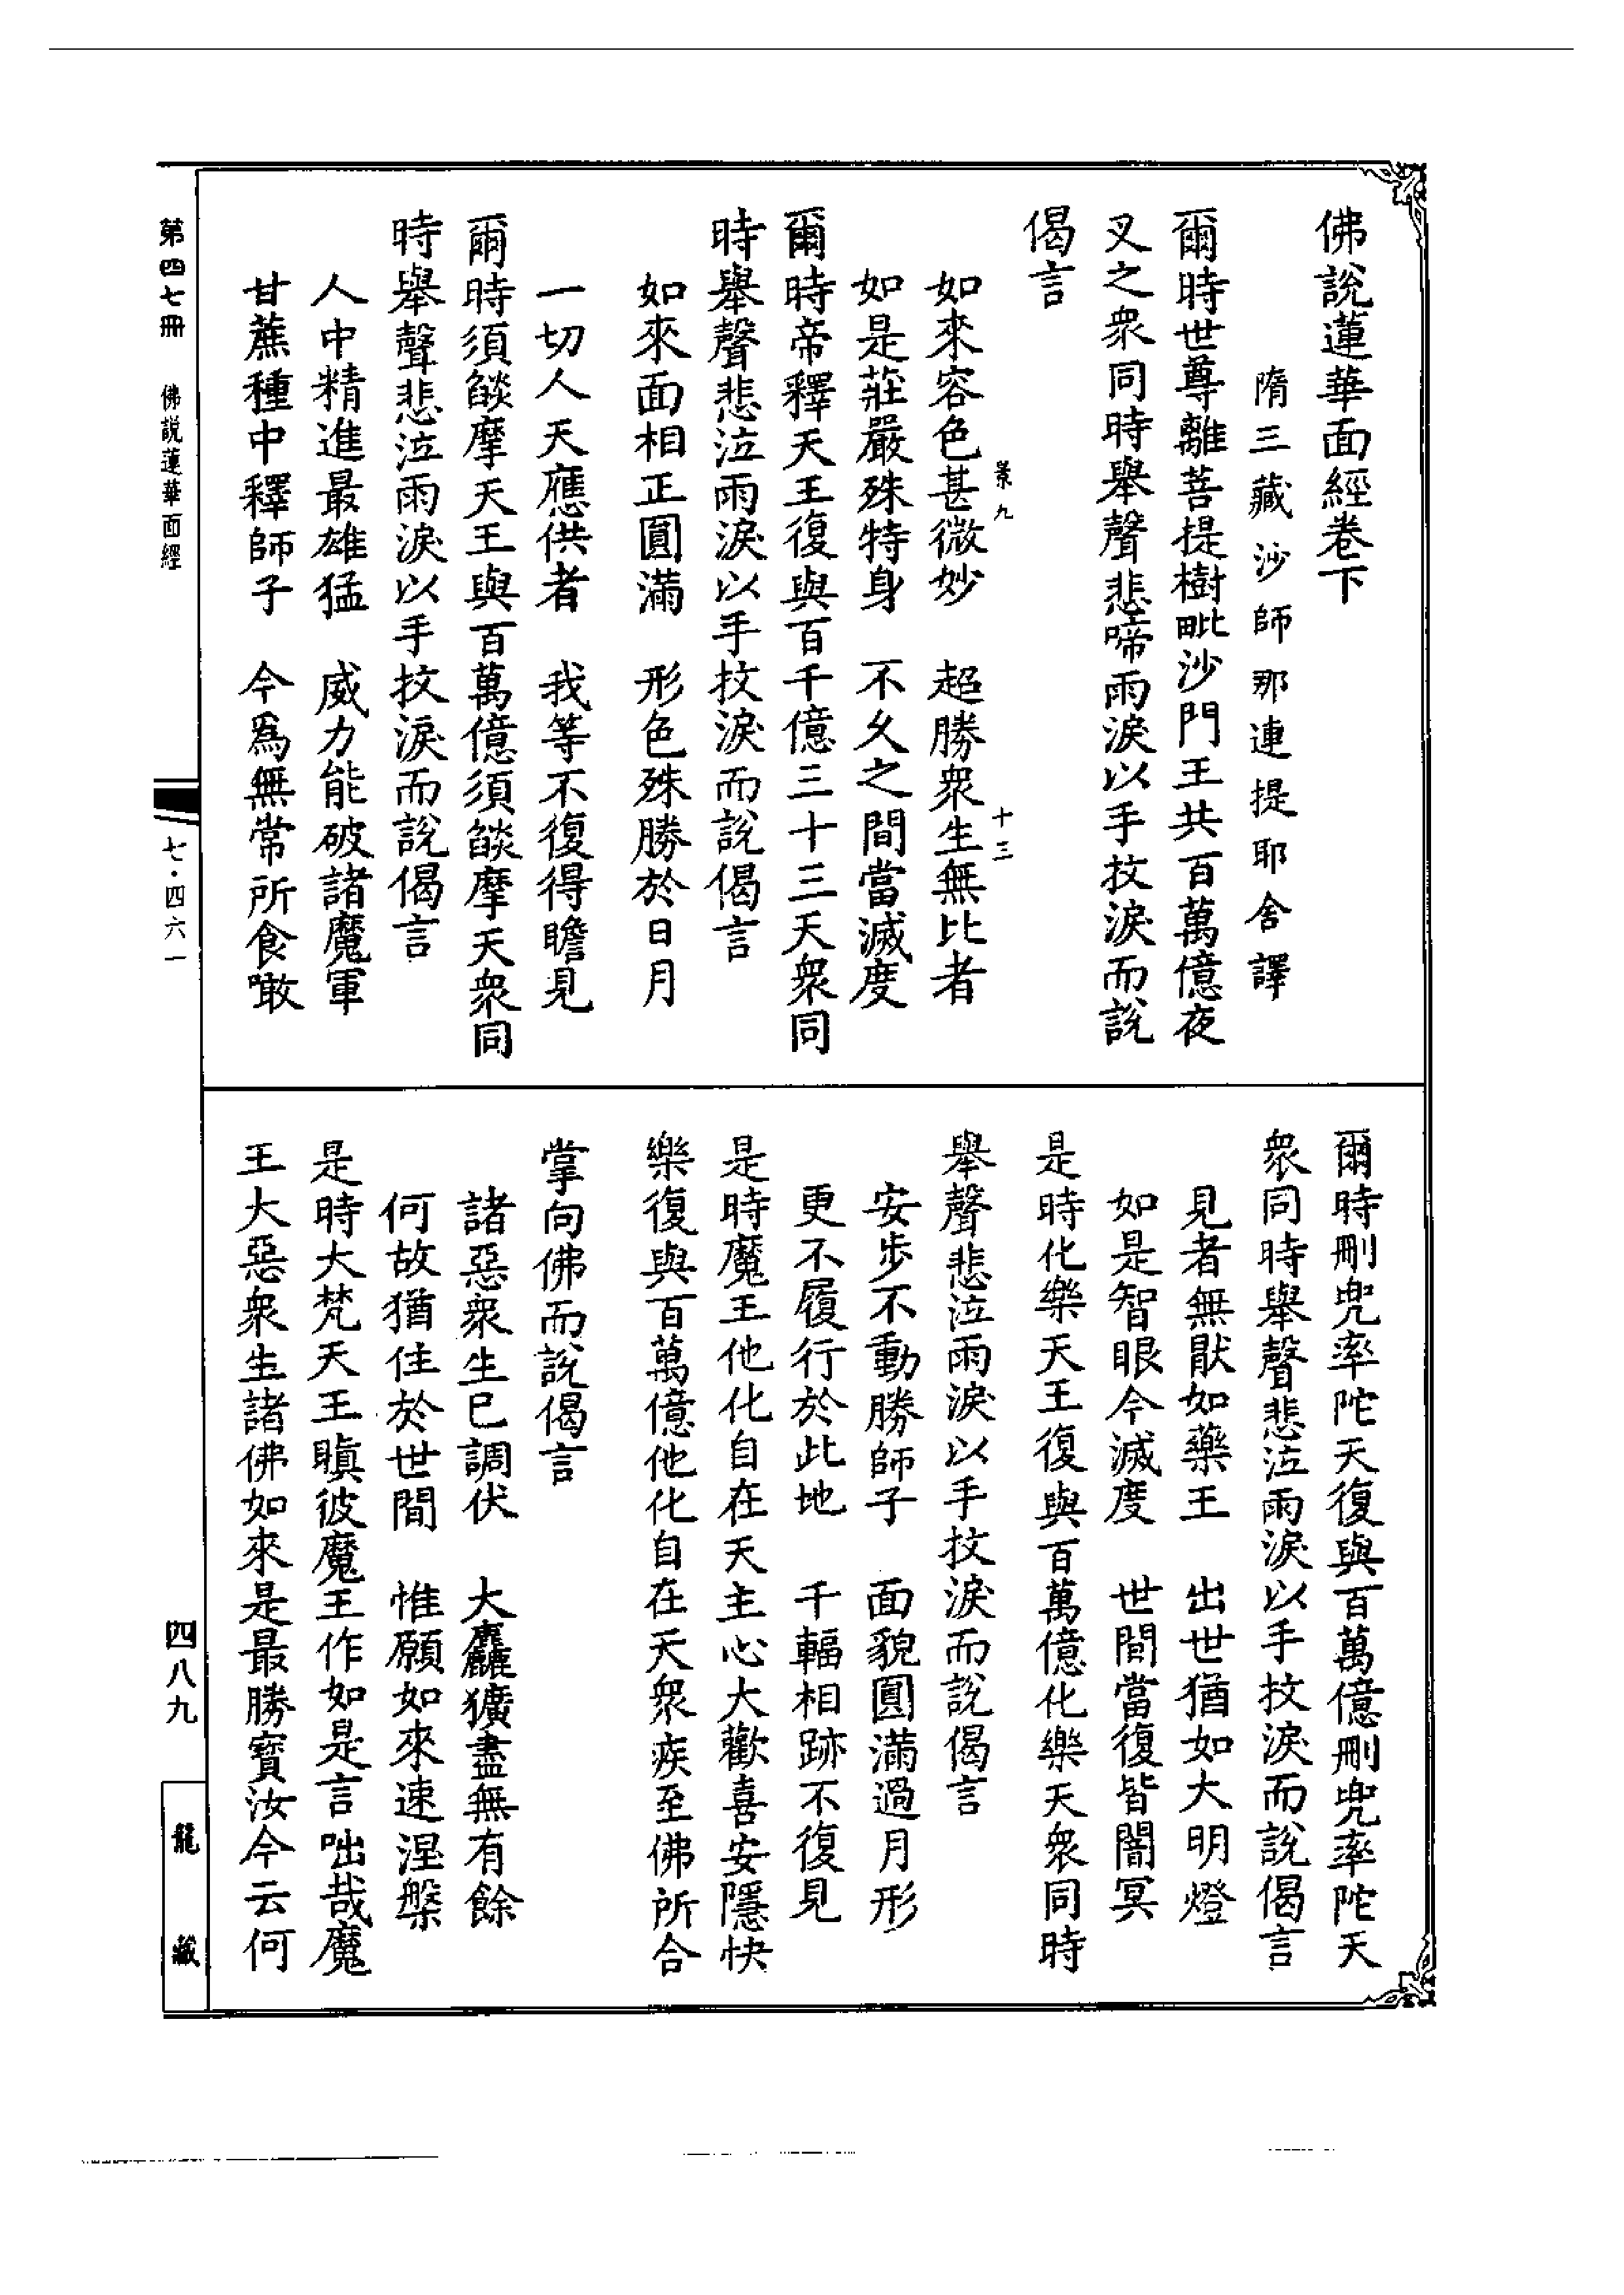 佛說蓮華面經卷下
隋三藏沙師那連提耶舍譯
爾時世尊離菩提樹毗沙門王共百萬億夜
叉之衆同時舉聲悲啼雨淚以手抆淚而說
偈言
景九
十三
如來容色甚微妙　超勝衆生無比者
如是莊嚴殊特身　不久之間當滅度
爾時帝釋天王復與百千億三十三天衆同
時舉聲悲泣雨淚以手抆淚而說偈言
如來面相正圓滿　形色殊勝於日月
一切人天應供者　我等不復得瞻見
爾時須燄摩天王與百萬億須燄摩天衆同
時舉聲悲泣雨淚以手抆淚而說偈言
人中精進最雄猛　威力能破諸魔軍
甘蔗種中釋師子　今爲無常所食噉
爾時刪兜率陀天復與百萬億刪兜率陀天
衆同時舉聲悲泣雨淚以手抆淚而說偈言
見者無猒如藥王　出世猶如大明燈
如是智眼今滅度　世間當復皆闇冥
是時化樂天王復與百萬億化樂天衆同時
舉聲悲泣雨淚以手抆淚而說偈言
安步不動勝師子　面貌圓滿過月形
更不履行於此地　千輻相跡不復見
是時魔王他化自在天主心大歡喜安隱快
樂復與百萬億他化自在天衆疾至佛所合
掌向佛而說偈言
諸惡衆生已調伏　大麤獷盡無有餘
何故猶住於世間　惟願如來速涅槃
是時大梵天王瞋彼魔王作如是言咄哉魔
王大惡衆生諸佛如來是最勝寶汝今云何
第四七冊　佛說蓮華面經
七·四六一
四八九
龍藏